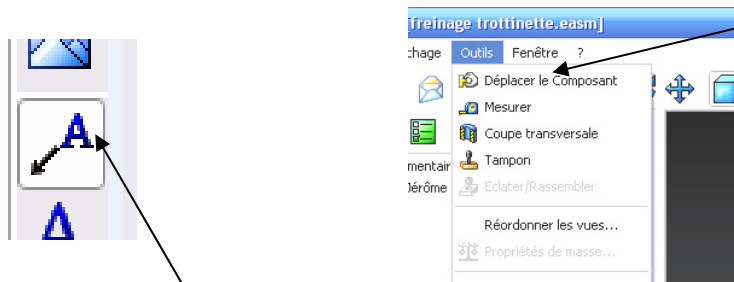 freinage trottinette.easm]
chage Outils Fenêtre ?
Déplacer le Composant
Mesurer
Coupe transversale
mentair Tampon
Jérôme Eclater/Rassembler
Réordonner les vues...
Propriétés de masse...
A
A